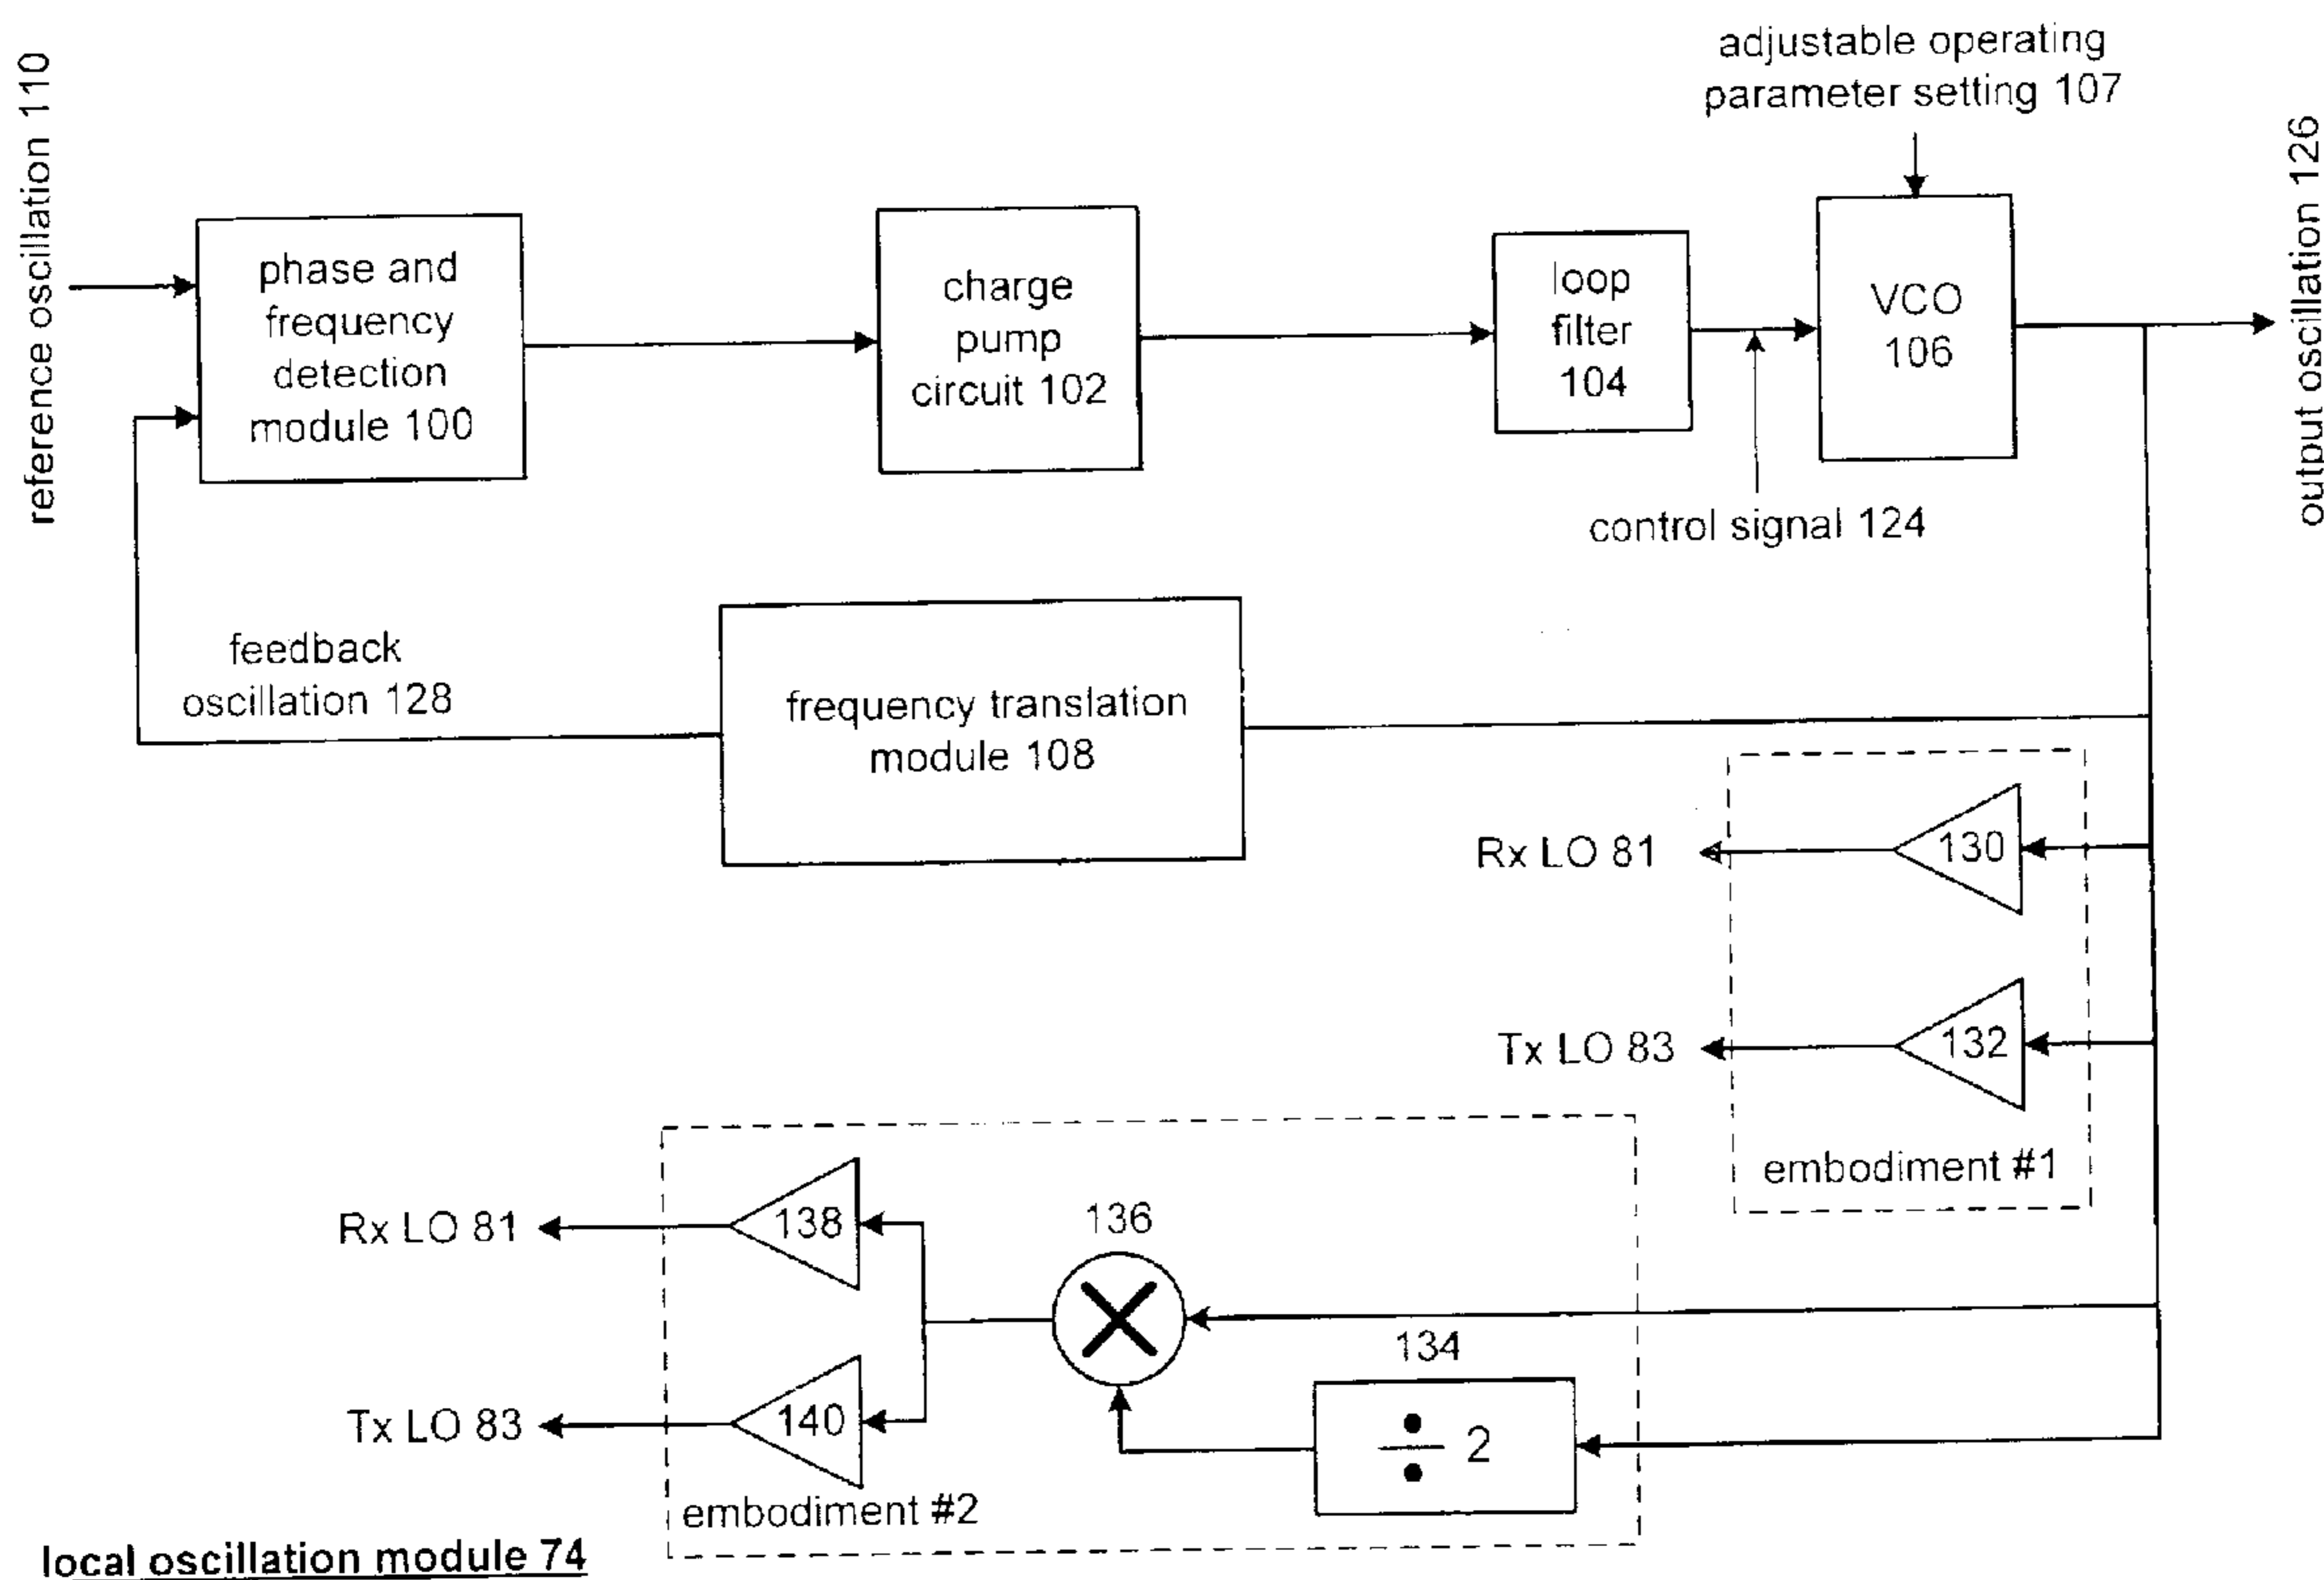 adjustable operating
parameter setting 107
reference oscillation 110
phase and
frequency
detection
module 100
charge
pump
circuit 102
loop
filter
104
VCO
106
output oscillation 126
control signal 124
feedback
oscillation 128
frequency translation
module 108
Rx LO 81
130
Tx LO 83
132
embodiment #1
Rx LO 81
138
136
134
Tx LO 83
140
÷ 2
embodiment #2
local oscillation module 74